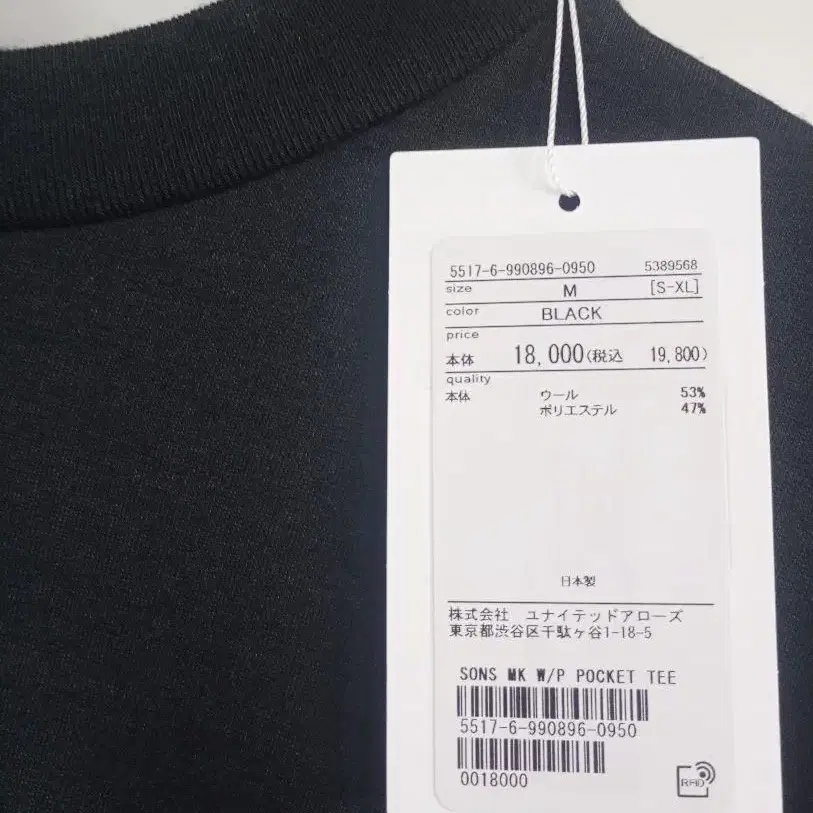 5517-6-990896-0950 5389568
size M [S-XL]
color BLACK
price
本体 18,000(税込 19,800)
quality
本体 ウール 53%
ポリエステル 47%
日本製
株式会社 ユナイテッドアローズ
東京都渋谷区千駄ヶ谷1-18-5
SONS MK W/P POCKET TEE
5517-6-990896-0950
0018000
RFID